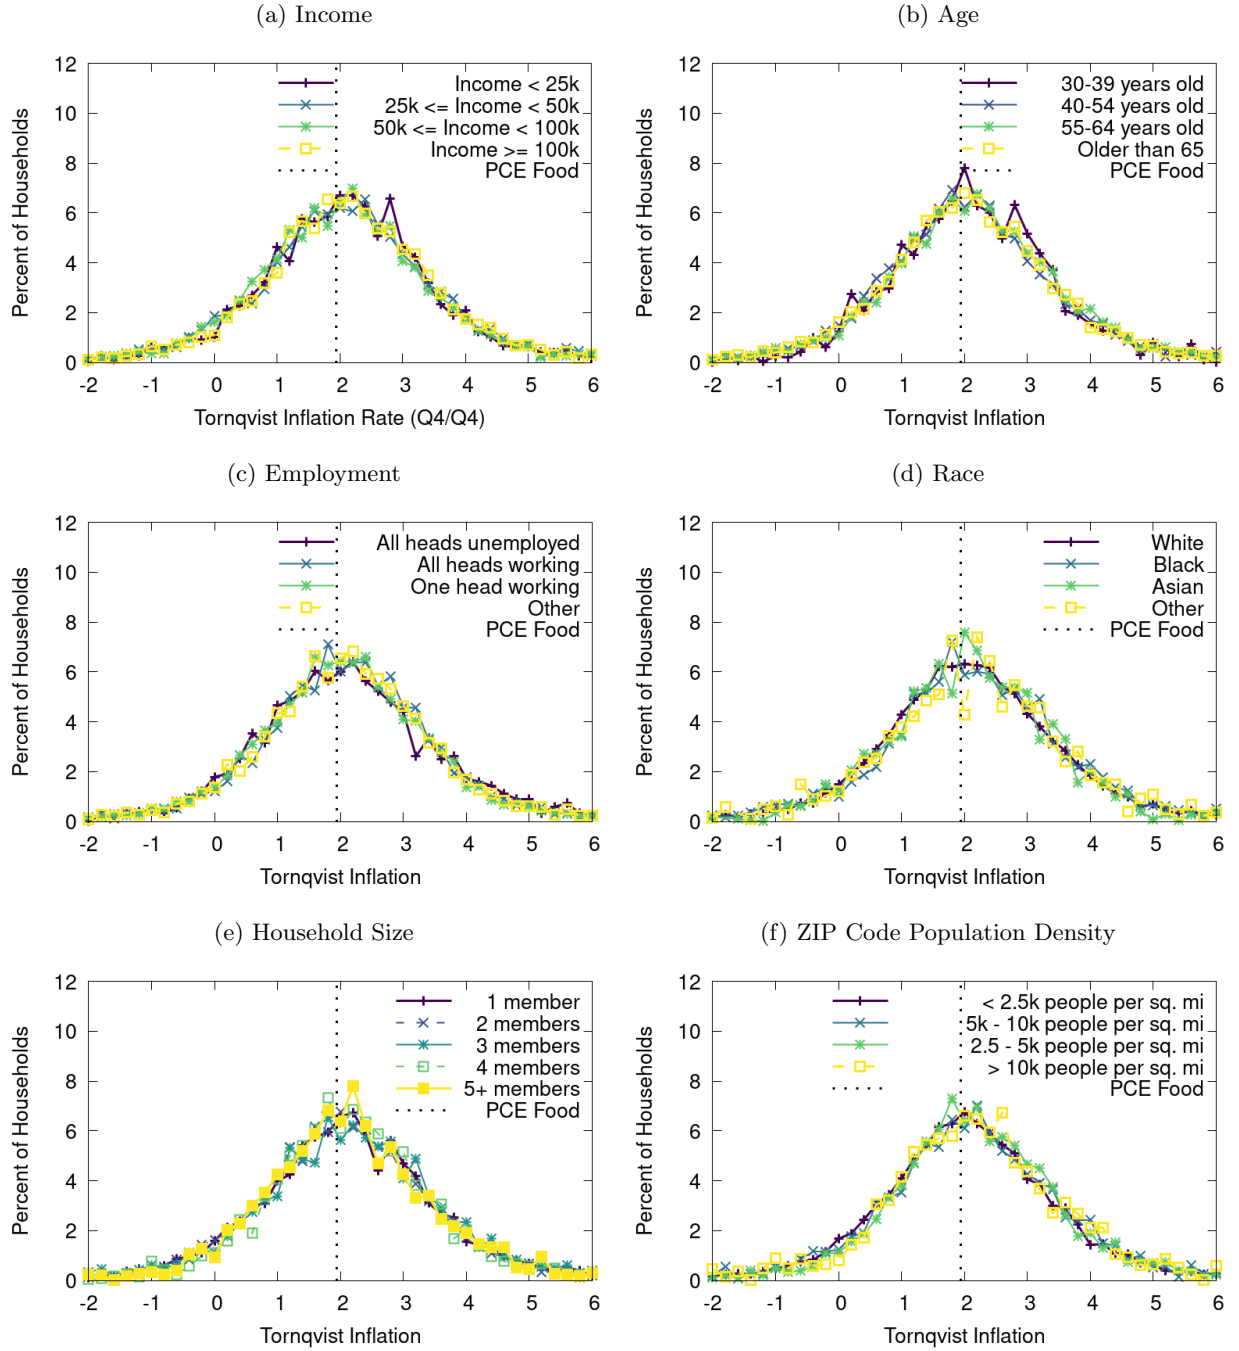 (a) Income
Percent of Households
12
10
8
6
4
2
0
Income < 25k
25k <= Income < 50k
50k <= Income < 100k
Income >= 100k
PCE Food
-2 -1 0 1 2 3 4 5 6
Tornqvist Inflation Rate (Q4/Q4)
(b) Age
Percent of Households
12
10
8
6
4
2
0
30-39 years old
40-54 years old
55-64 years old
Older than 65
PCE Food
-2 -1 0 1 2 3 4 5 6
Tornqvist Inflation
(c) Employment
Percent of Households
12
10
8
6
4
2
0
All heads unemployed
All heads working
One head working
Other
PCE Food
-2 -1 0 1 2 3 4 5 6
Tornqvist Inflation
(d) Race
Percent of Households
12
10
8
6
4
2
0
White
Black
Asian
Other
PCE Food
-2 -1 0 1 2 3 4 5 6
Tornqvist Inflation
(e) Household Size
Percent of Households
12
10
8
6
4
2
0
1 member
2 members
3 members
4 members
5+ members
PCE Food
-2 -1 0 1 2 3 4 5 6
Tornqvist Inflation
(f) ZIP Code Population Density
Percent of Households
12
10
8
6
4
2
0
< 2.5k people per sq. mi
5k - 10k people per sq. mi
2.5 - 5k people per sq. mi
> 10k people per sq. mi
PCE Food
-2 -1 0 1 2 3 4 5 6
Tornqvist Inflation